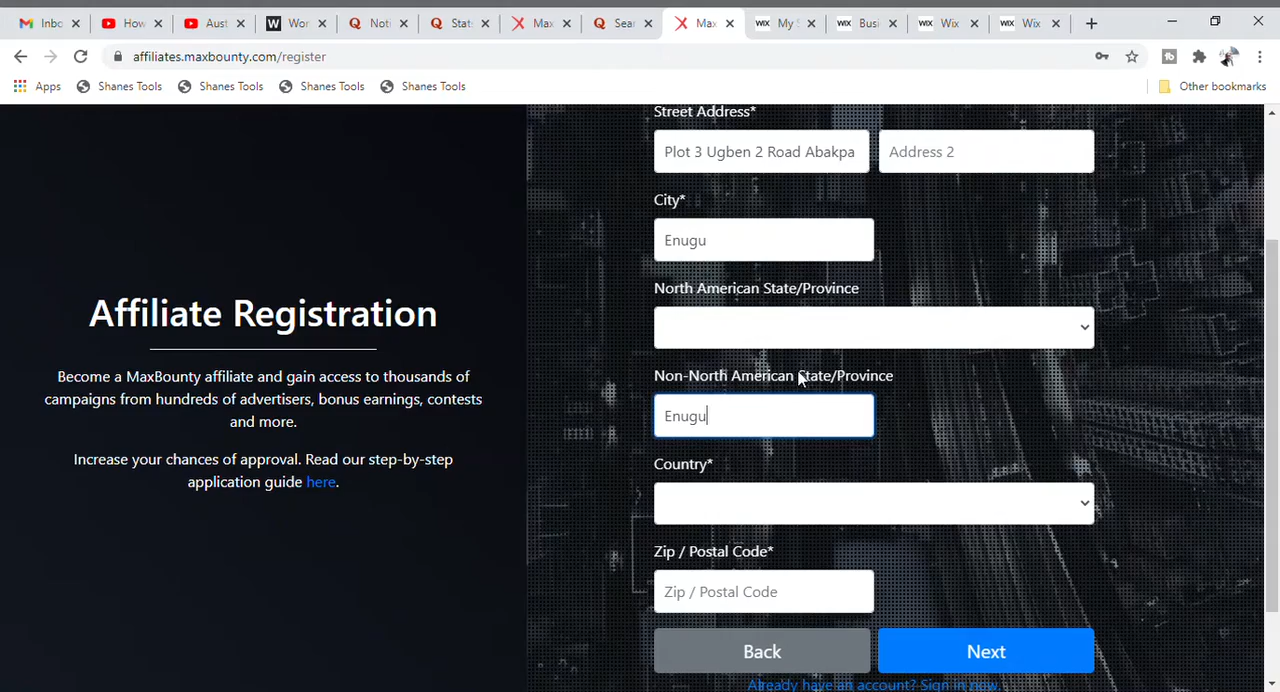 Inbo
How
Aust
Wor
Noti
State
Max
Sear
Max
My S
Busi
Wix
Wix
affiliates.maxbounty.com/register
Apps
Shanes Tools
Shanes Tools
Shanes Tools
Shanes Tools
Other bookmarks
Affiliate Registration
Become a MaxBounty affiliate and gain access to thousands of
campaigns from hundreds of advertisers, bonus earnings, contests
and more.
Increase your chances of approval. Read our step-by-step
application guide here.
Street Address*
Plot 3 Ugben 2 Road Abakpa
Address 2
City*
Enugu
North American State/Province
Non-North American State/Province
Enugu
Country*
Zip / Postal Code*
Zip / Postal Code
Back
Next
Already have an account? Sign in now.